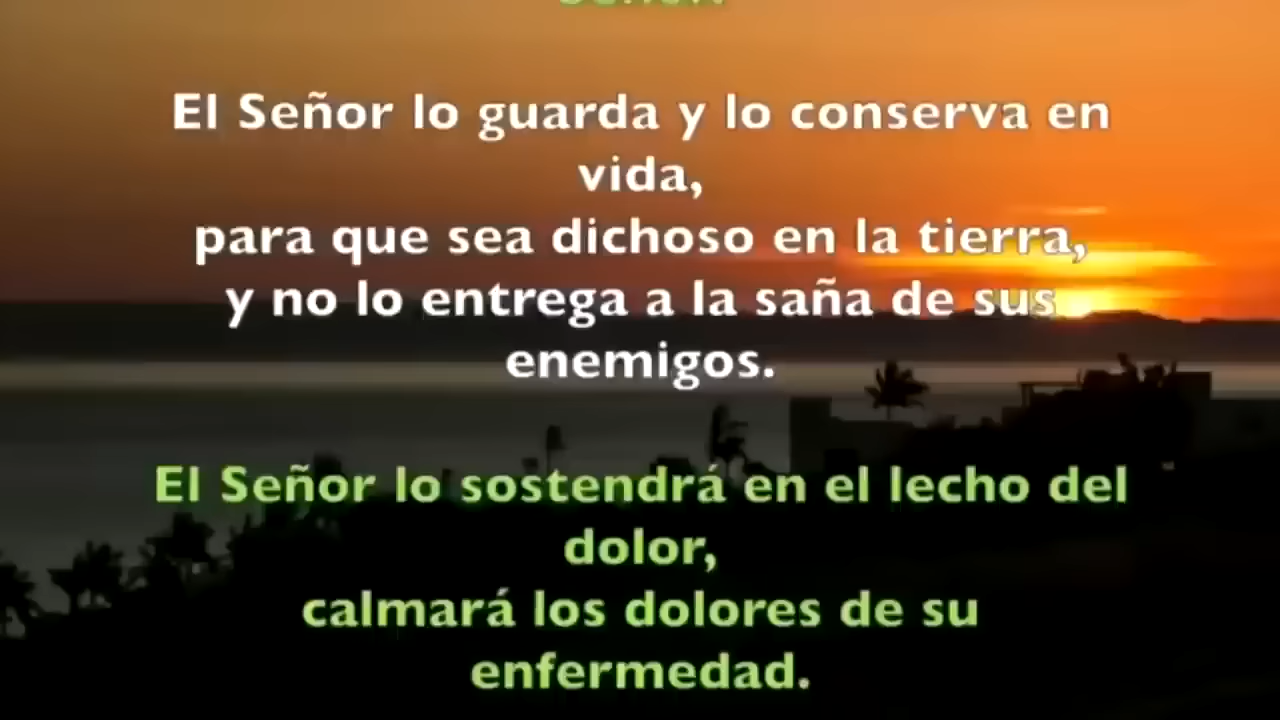 El Señor lo guarda y lo conserva en
vida,
para que sea dichoso en la tierra,
y no lo entrega a la saña de sus
enemigos.
El Señor lo sostendrá en el lecho del
dolor,
calmará los dolores de su
enfermedad.